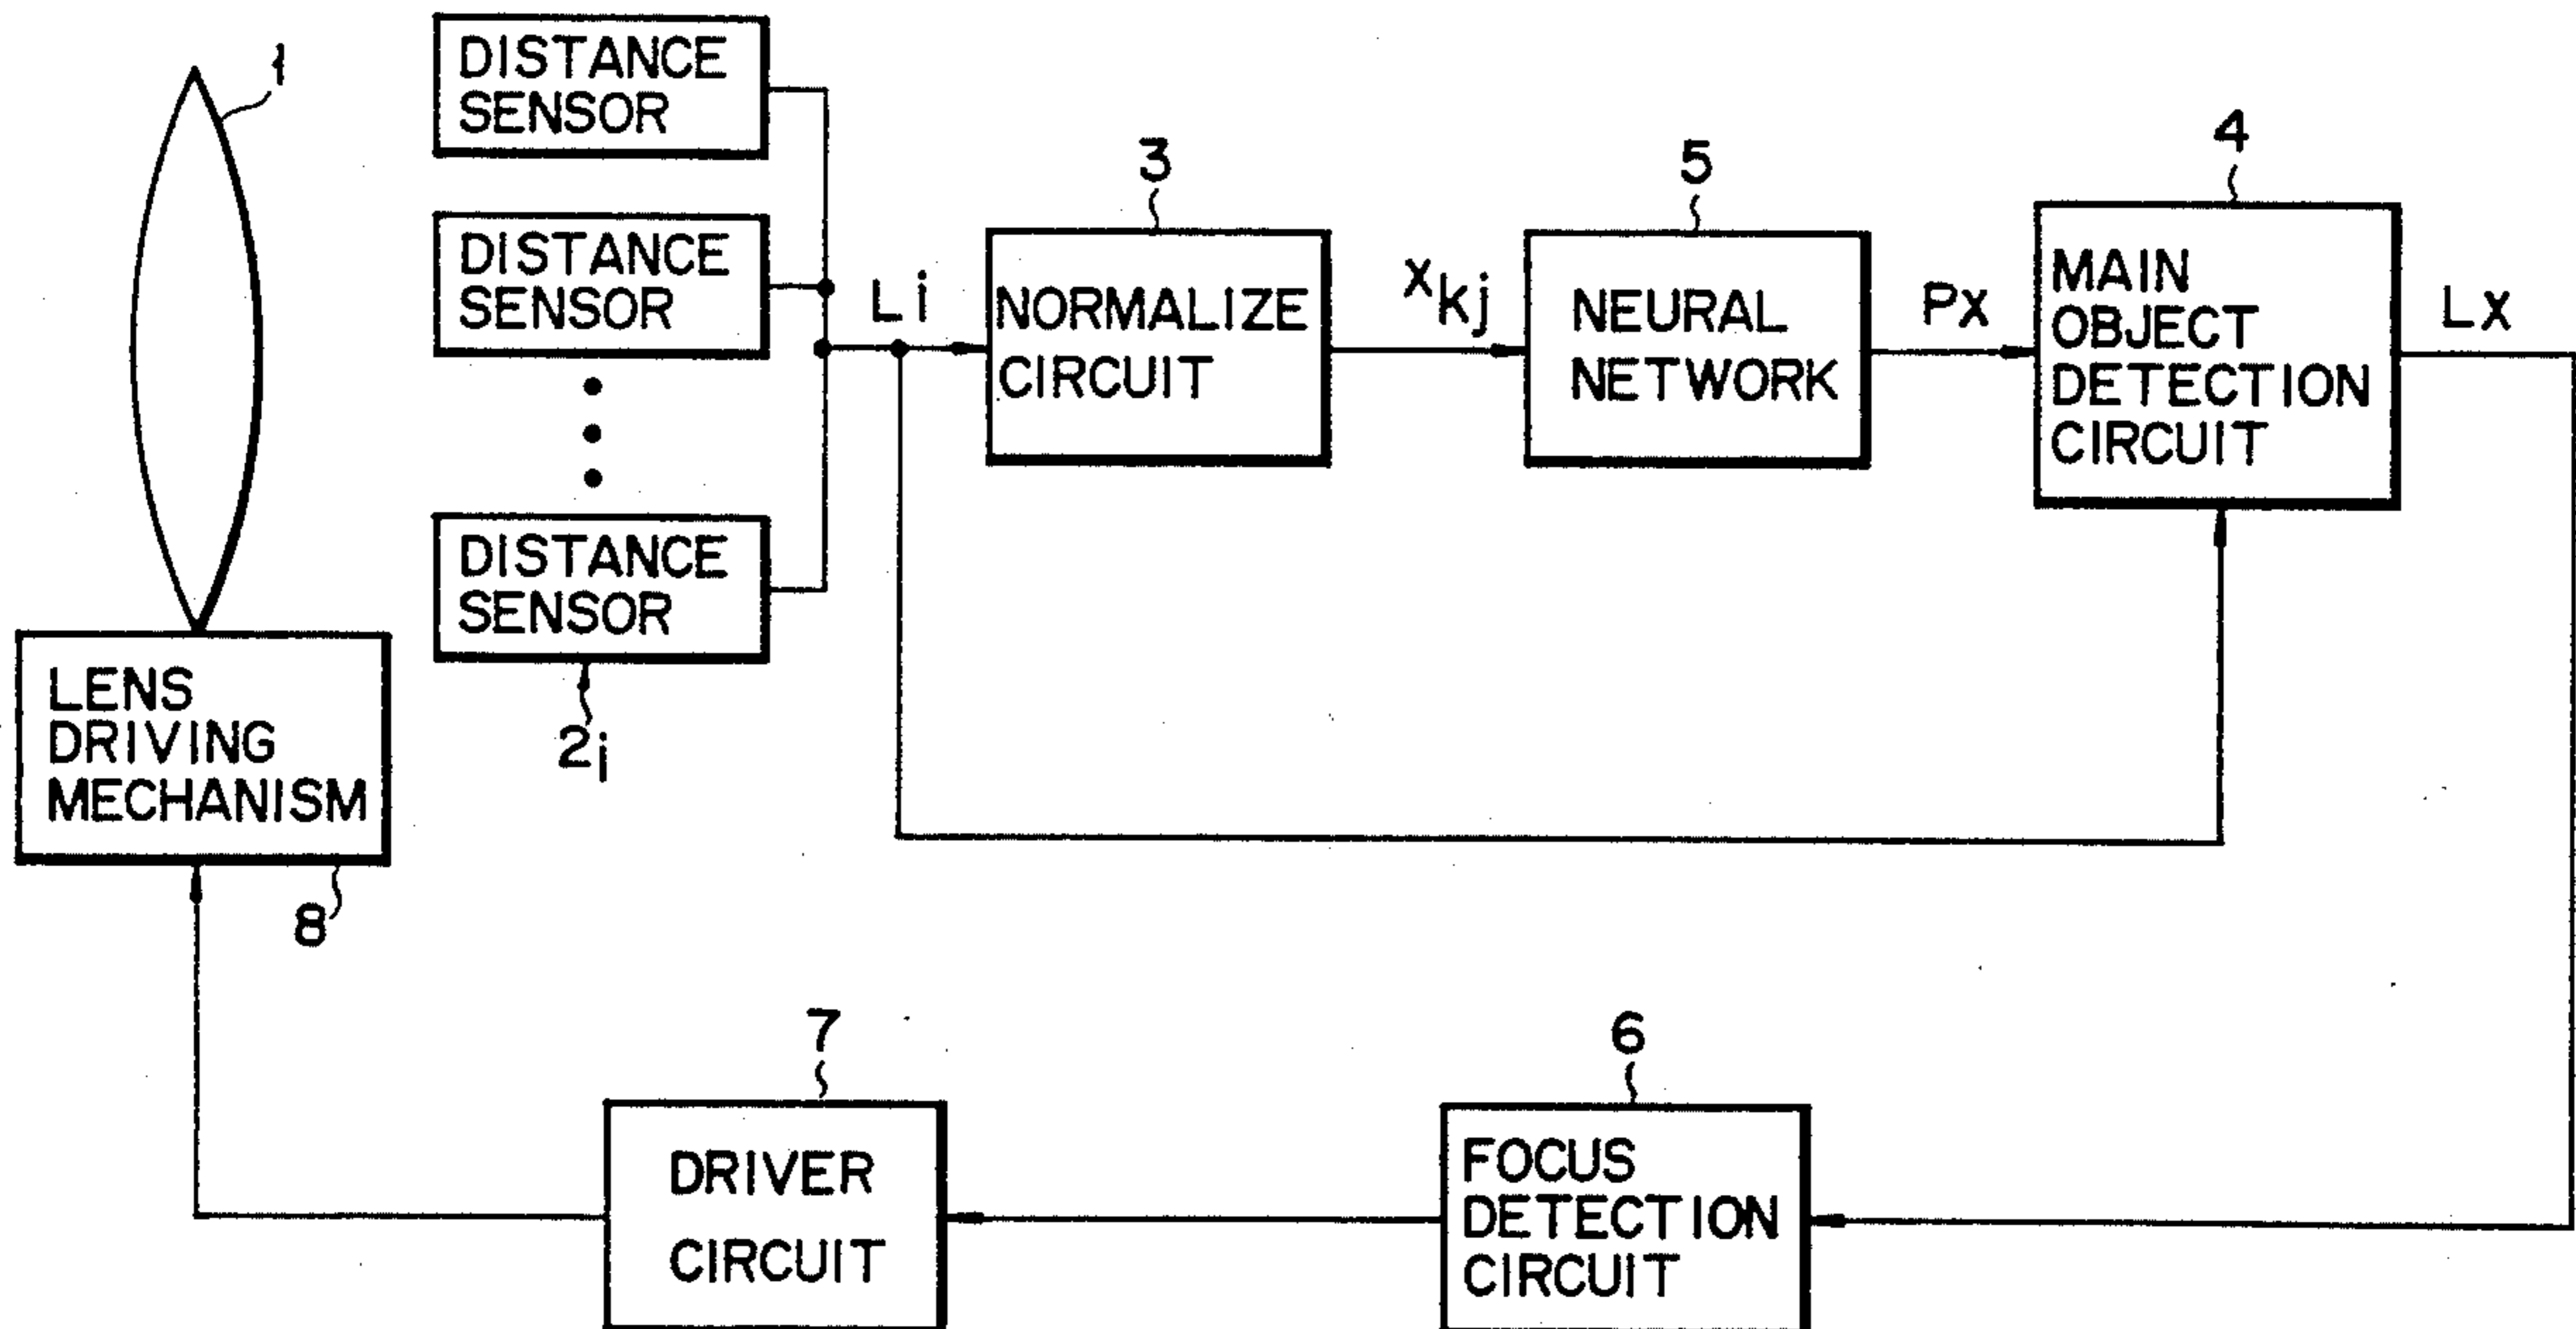 1
DISTANCE
SENSOR
DISTANCE
SENSOR
DISTANCE
SENSOR
2i
Li
3
NORMALIZE
CIRCUIT
xkj
5
NEURAL
NETWORK
Px
4
MAIN
OBJECT
DETECTION
CIRCUIT
Lx
LENS
DRIVING
MECHANISM
8
7
DRIVER
CIRCUIT
6
FOCUS
DETECTION
CIRCUIT